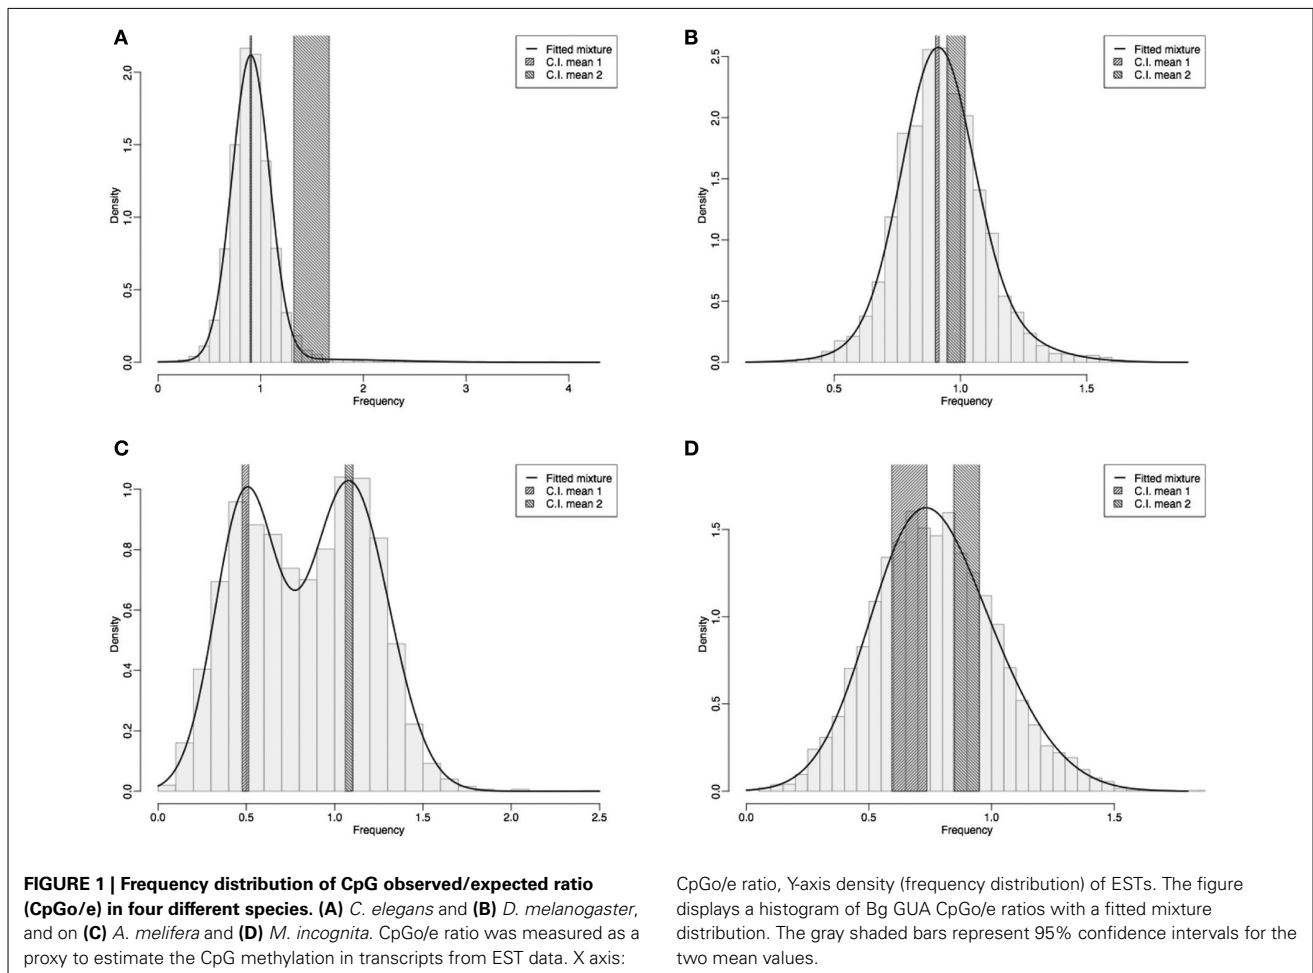 A
Fitted mixture
C.I. mean 1
C.I. mean 2
Density
0.0
0.5
1.0
1.5
2.0
0
1
2
3
4
Frequency
B
Fitted mixture
C.I. mean 1
C.I. mean 2
Density
0.0
0.5
1.0
1.5
2.0
2.5
0.5
1.0
1.5
Frequency
C
Fitted mixture
C.I. mean 1
C.I. mean 2
Density
0.0
0.2
0.4
0.6
0.8
1.0
0.0
0.5
1.0
1.5
2.0
2.5
Frequency
D
Fitted mixture
C.I. mean 1
C.I. mean 2
Density
0.0
0.5
1.0
1.5
0.0
0.5
1.0
1.5
Frequency
FIGURE 1 | Frequency distribution of CpG observed/expected ratio
(CpGo/e) in four different species. (A) C. elegans and (B) D. melanogaster,
and on (C) A. melifera and (D) M. incognita. CpGo/e ratio was measured as a
proxy to estimate the CpG methylation in transcripts from EST data. X axis:
CpGo/e ratio, Y-axis density (frequency distribution) of ESTs. The figure
displays a histogram of Bg GUA CpGo/e ratios with a fitted mixture
distribution. The gray shaded bars represent 95% confidence intervals for the
two mean values.